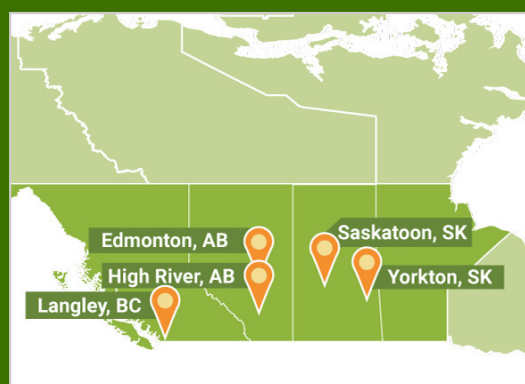 Edmonton, AB
Saskatoon, SK
High River, AB
Yorkton, SK
Langley, BC